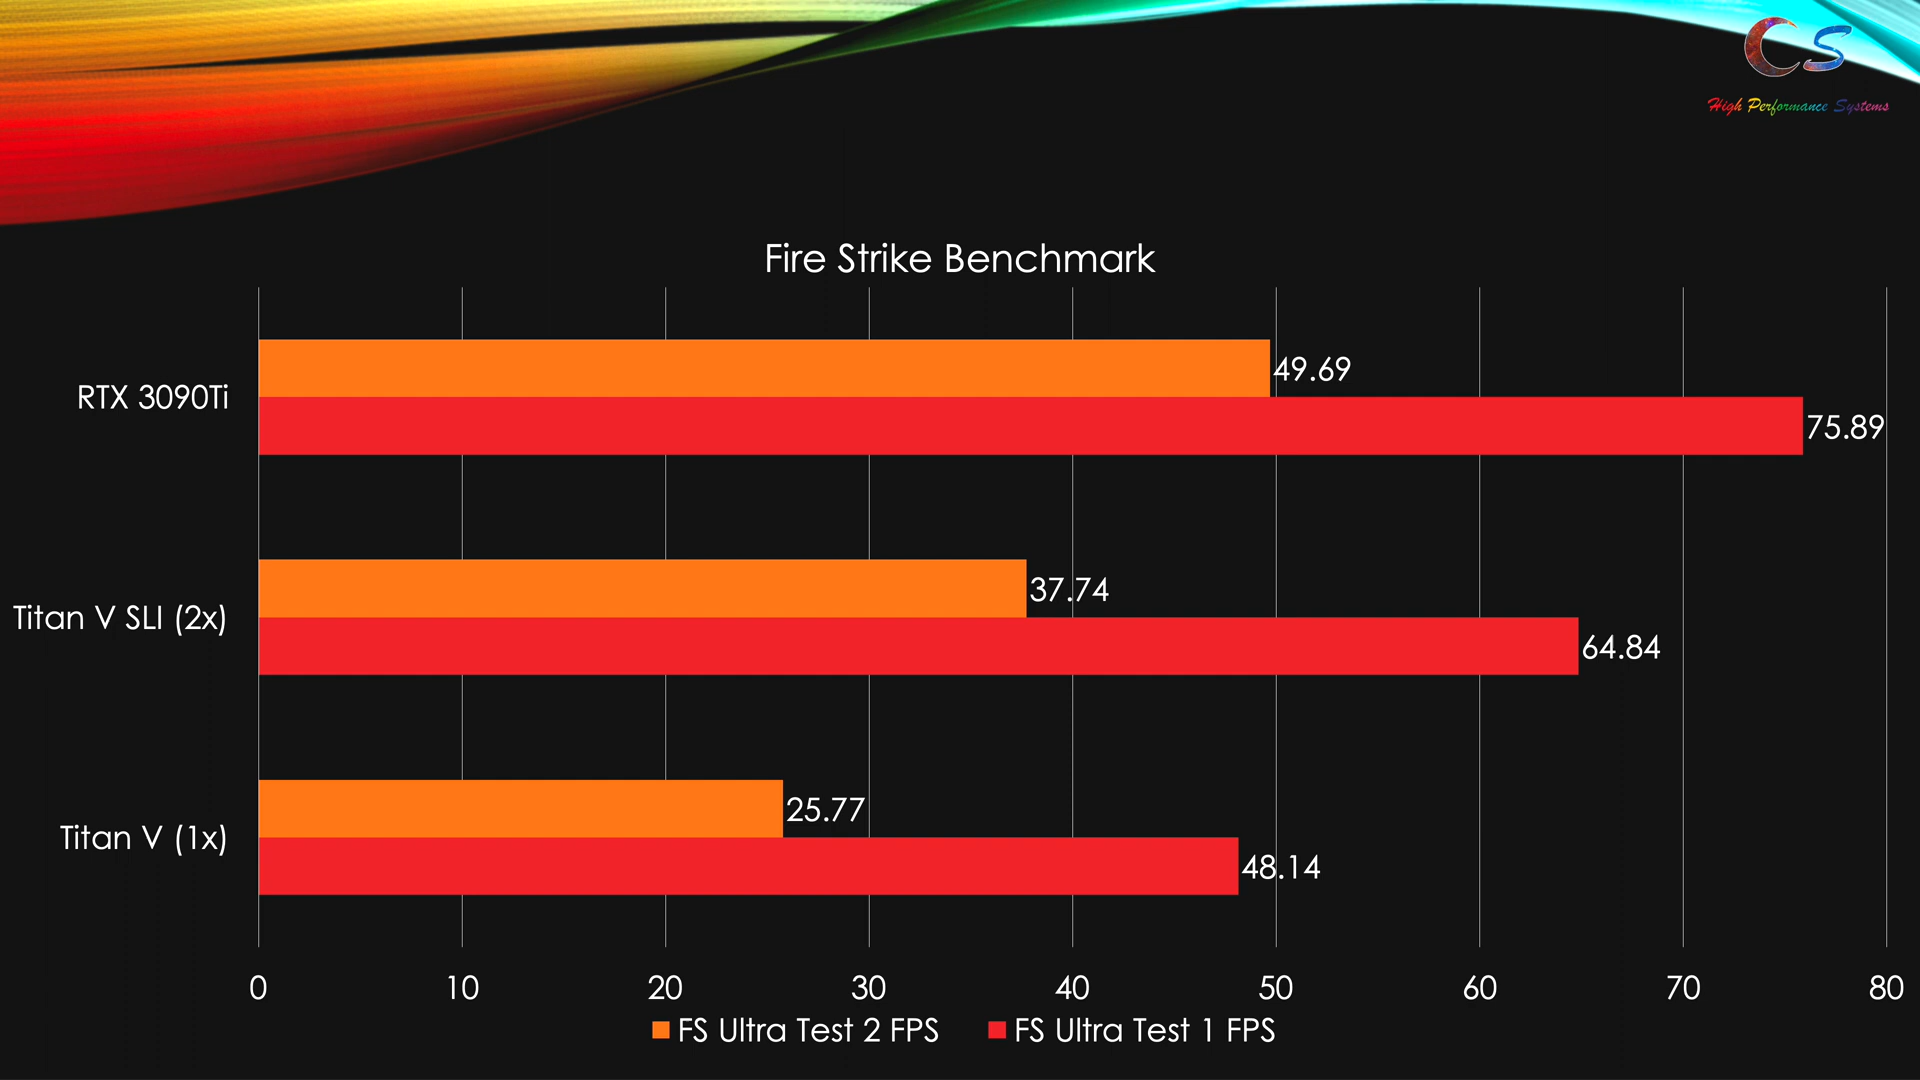 CS
High Performance Systems
Fire Strike Benchmark
RTX 3090Ti
49.69
75.89
Titan V SLI (2x)
37.74
64.84
Titan V (1x)
25.77
48.14
0 10 20 30 40 50 60 70 80
FS Ultra Test 2 FPS FS Ultra Test 1 FPS